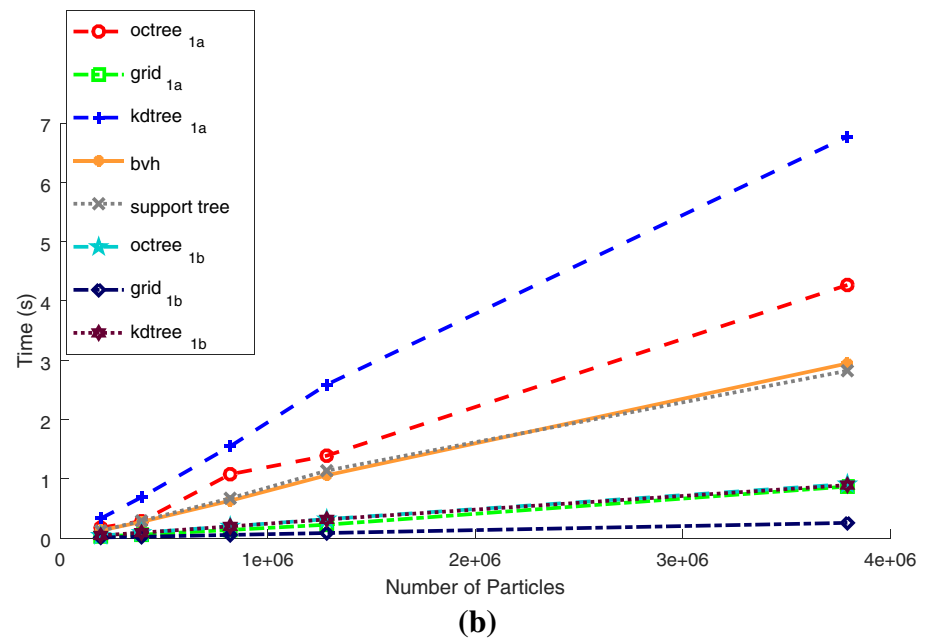 octree 1a
grid 1a
kdtree 1a
bvh
support tree
octree 1b
grid 1b
kdtree 1b
7
6
5
4
3
2
1
0
Time (s)
0 1e+06 2e+06 3e+06 4e+06
Number of Particles
(b)